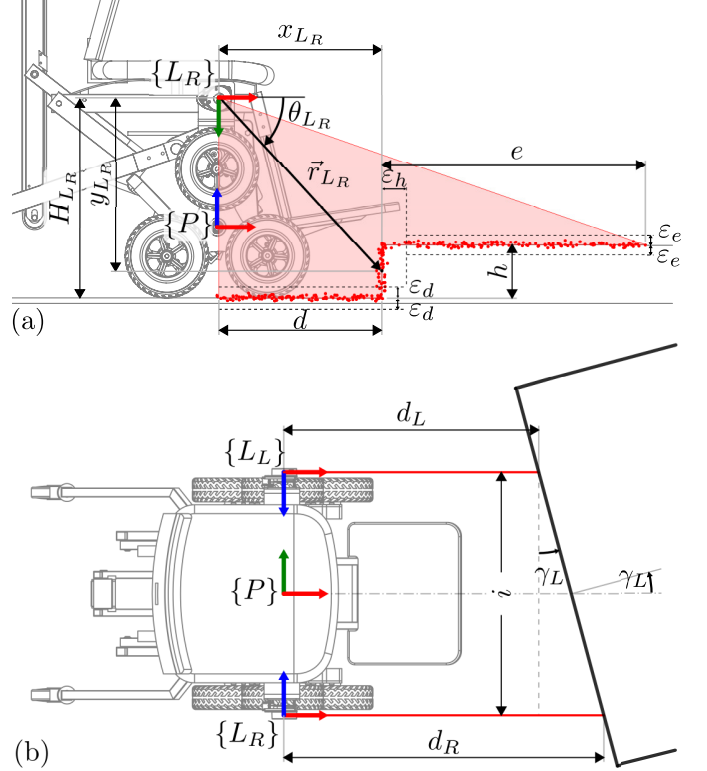 x_{L_R}
{L_R}
θ_{L_R}
e
H_{L_R}
y_{L_R}
\vec{r}_{L_R}
ε_h
{P}
ε_e
ε_e
h
ε_d
ε_d
d
(a)
d_L
{L_L}
γ_L
γ_L
{P}
i
{L_R}
d_R
(b)